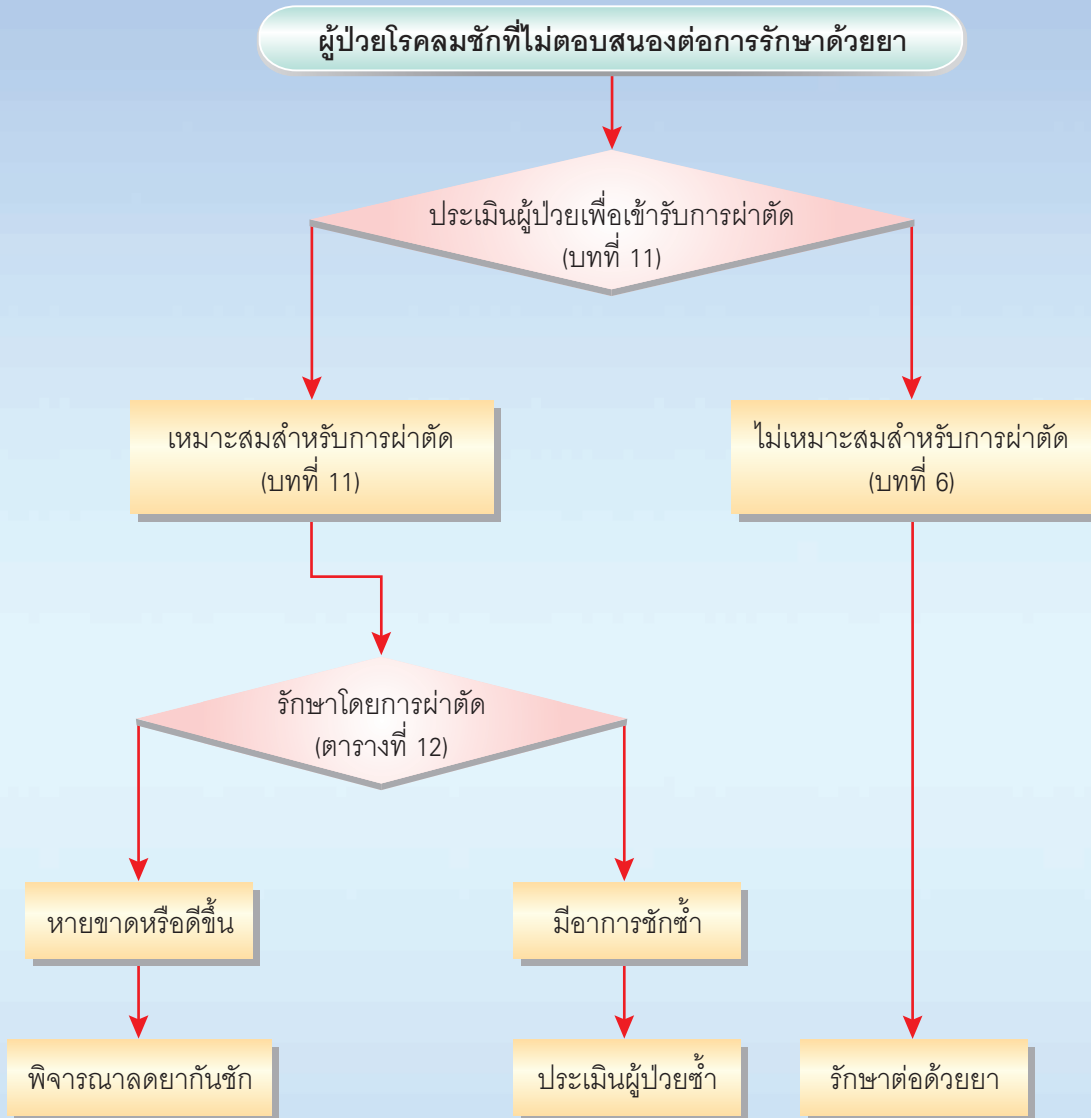 ผู้ป่วยโรคลมชักที่ไม่ตอบสนองต่อการรักษาด้วยยา
ประเมินผู้ป่วยเพื่อเข้ารับการผ่าตัด
(บทที่ 11)
เหมาะสมสำหรับการผ่าตัด
(บทที่ 11)
ไม่เหมาะสมสำหรับการผ่าตัด
(บทที่ 6)
รักษาโดยการผ่าตัด
(ตารางที่ 12)
หายขาดหรือดีขึ้น
มีอาการชักซ้ำ
พิจารณาลดยากันชัก
ประเมินผู้ป่วยซ้ำ
รักษาต่อด้วยยา